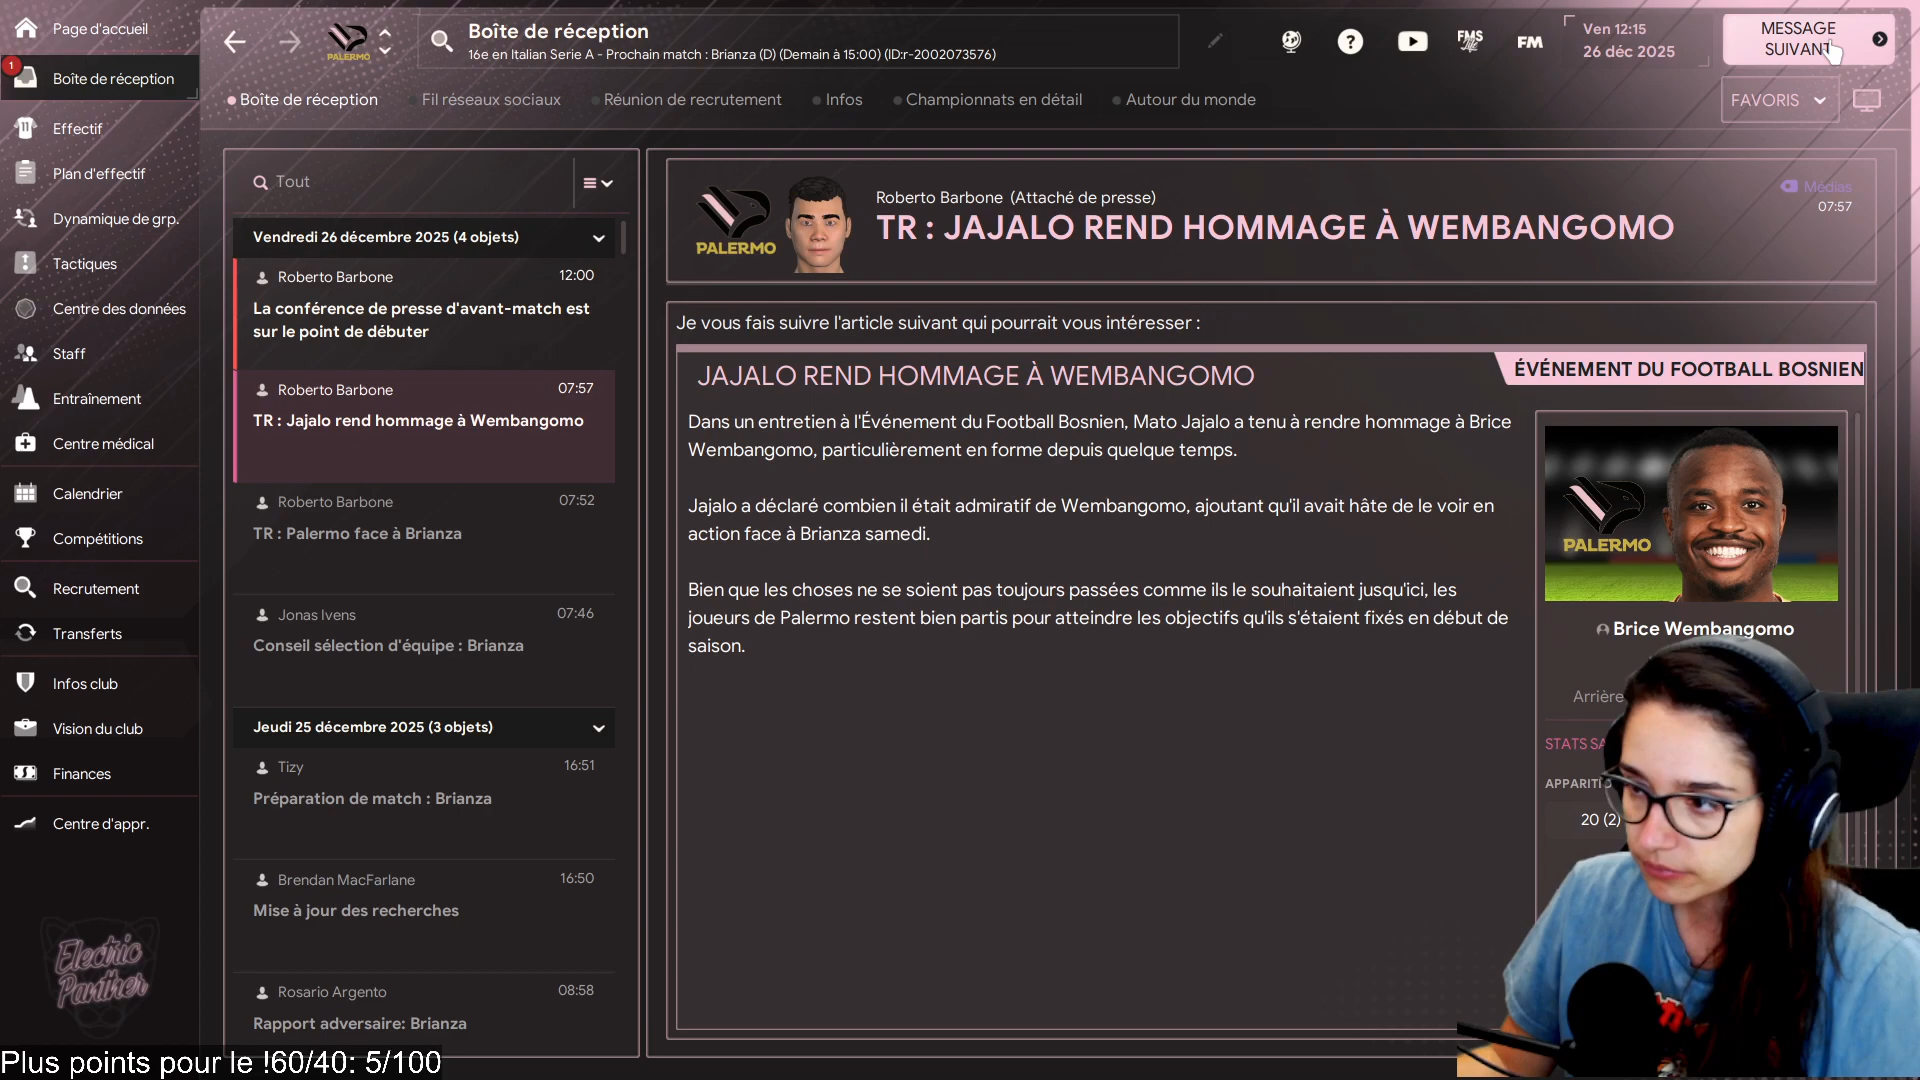 Page d'accueil
Boîte de réception
1
Effectif
Plan d'effectif
Dynamique de grp.
Tactiques
Centre des données
Staff
Entraînement
Centre médical
Calendrier
Compétitions
Recrutement
Transferts
Infos club
Vision du club
Finances
Centre d'appr.
Electric
Panther
PALERMO
Boîte de réception
16e en Italian Serie A - Prochain match : Brianza (D) (Demain à 15:00) (ID:r-2002073576)
FMS
life
FM
Ven 12:15
26 déc 2025
MESSAGE
SUIVANT
Boîte de réception
Fil réseaux sociaux
Réunion de recrutement
Infos
Championnats en détail
Autour du monde
FAVORIS
Tout
Vendredi 26 décembre 2025 (4 objets)
Roberto Barbone
12:00
La conférence de presse d'avant-match est
sur le point de débuter
Roberto Barbone
07:57
TR : Jajalo rend hommage à Wembangomo
Roberto Barbone
07:52
TR : Palermo face à Brianza
Jonas Ivens
07:46
Conseil sélection d'équipe : Brianza
Jeudi 25 décembre 2025 (3 objets)
Tizy
16:51
Préparation de match : Brianza
Brendan MacFarlane
16:50
Mise à jour des recherches
Rosario Argento
08:58
Rapport adversaire: Brianza
PALERMO
Roberto Barbone (Attaché de presse)
TR : JAJALO REND HOMMAGE À WEMBANGOMO
Médias
07:57
Je vous fais suivre l'article suivant qui pourrait vous intéresser :
JAJALO REND HOMMAGE À WEMBANGOMO
ÉVÉNEMENT DU FOOTBALL BOSNIEN
Dans un entretien à l'Événement du Football Bosnien, Mato Jajalo a tenu à rendre hommage à Brice
Wembangomo, particulièrement en forme depuis quelque temps.
Jajalo a déclaré combien il était admiratif de Wembangomo, ajoutant qu'il avait hâte de le voir en
action face à Brianza samedi.
Bien que les choses ne se soient pas toujours passées comme ils le souhaitaient jusqu'ici, les
joueurs de Palermo restent bien partis pour atteindre les objectifs qu'ils s'étaient fixés en début de
saison.
PALERMO
Brice Wembangomo
Arrière
STATS SA
APPARITIO
20 (2)
Plus points pour le !60/40: 5/100